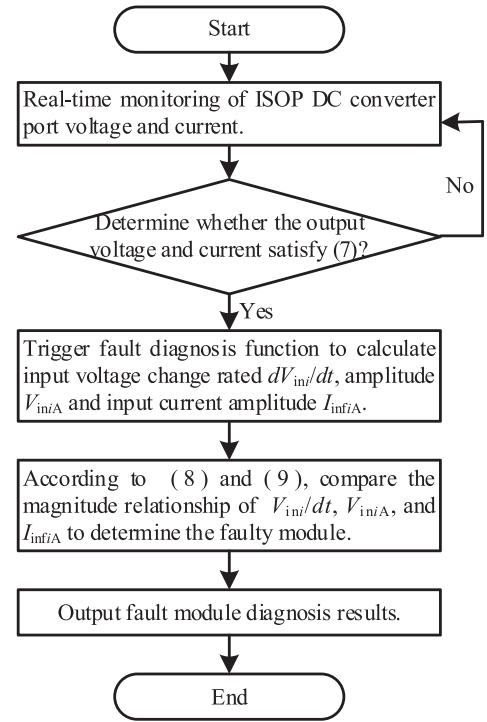 Start
Real-time monitoring of ISOP DC converter
port voltage and current.
No
Determine whether the output
voltage and current satisfy (7)?
Yes
Trigger fault diagnosis function to calculate
input voltage change rated dVini/dt, amplitude
ViniA and input current amplitude IinfiA.
According to ( 8 ) and ( 9 ), compare the
magnitude relationship of Vini/dt, ViniA, and
IinfiA to determine the faulty module.
Output fault module diagnosis results.
End